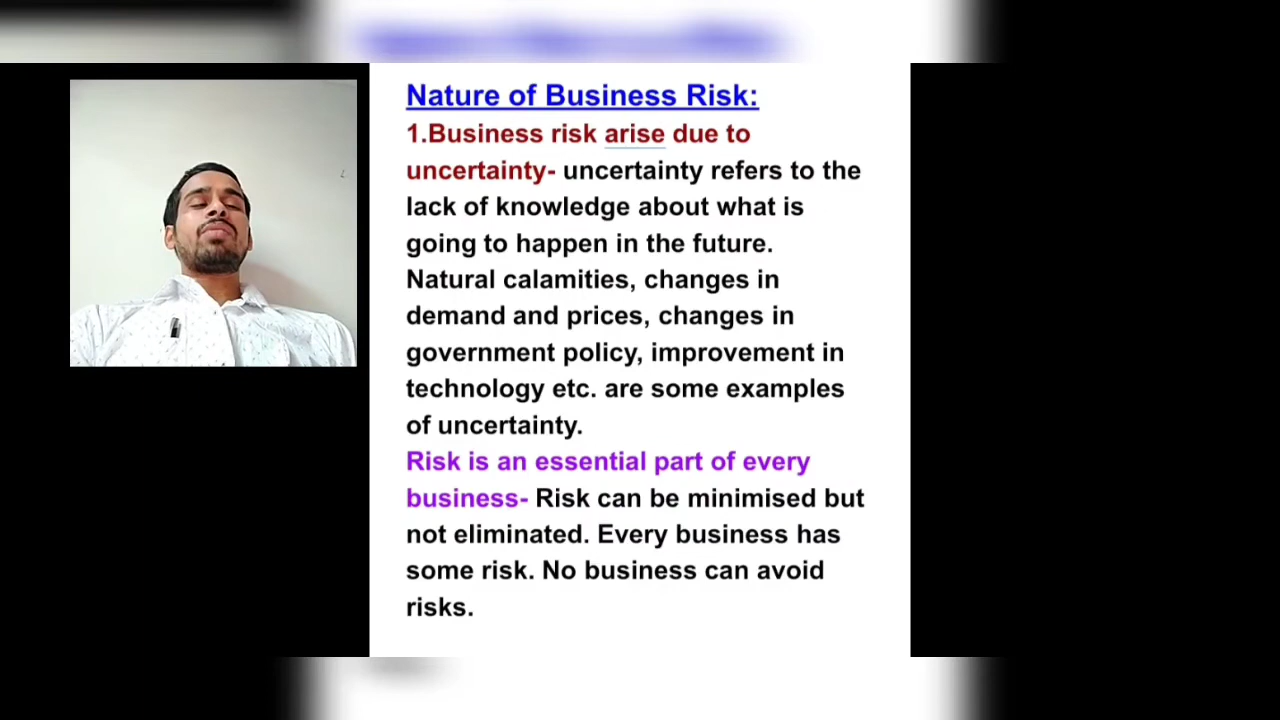 Nature of Business Risk:
1.Business risk arise due to
uncertainty- uncertainty refers to the
lack of knowledge about what is
going to happen in the future.
Natural calamities, changes in
demand and prices, changes in
government policy, improvement in
technology etc. are some examples
of uncertainty.
Risk is an essential part of every
business- Risk can be minimised but
not eliminated. Every business has
some risk. No business can avoid
risks.